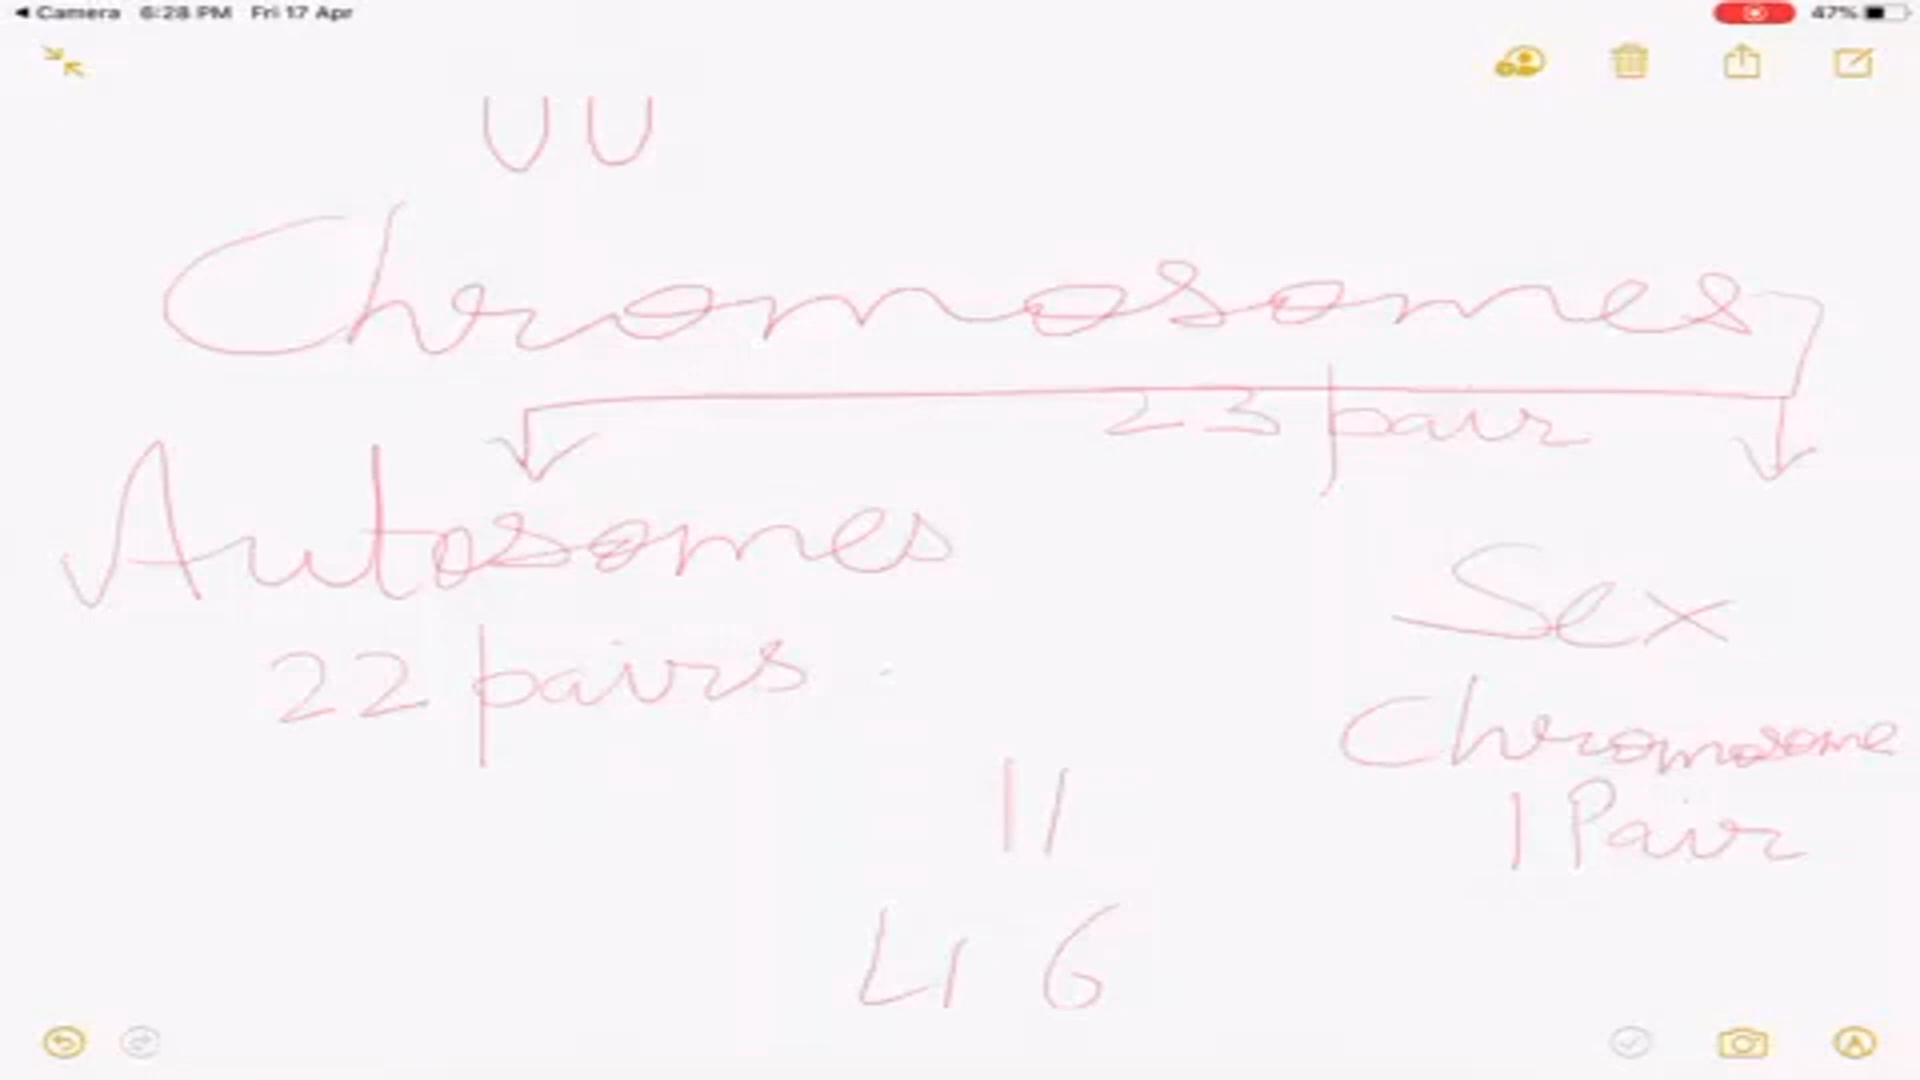 Camera 6:28 PM Fri 17 Apr 47%
UU
Chromosomes
23 pair
Autosomes
22 pairs
Sex
Chromosome
1 Pair
11
46